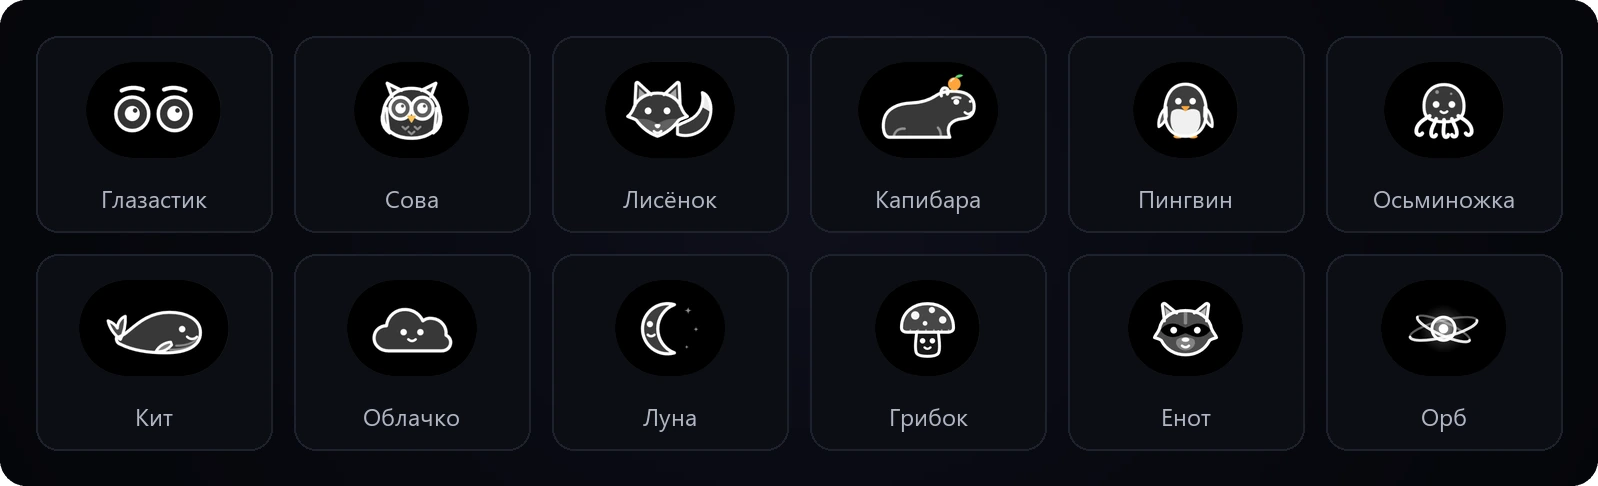 Глазастик
Сова
Лисёнок
Капибара
Пингвин
Осьминожка
Кит
Облачко
Луна
Грибок
Енот
Орб